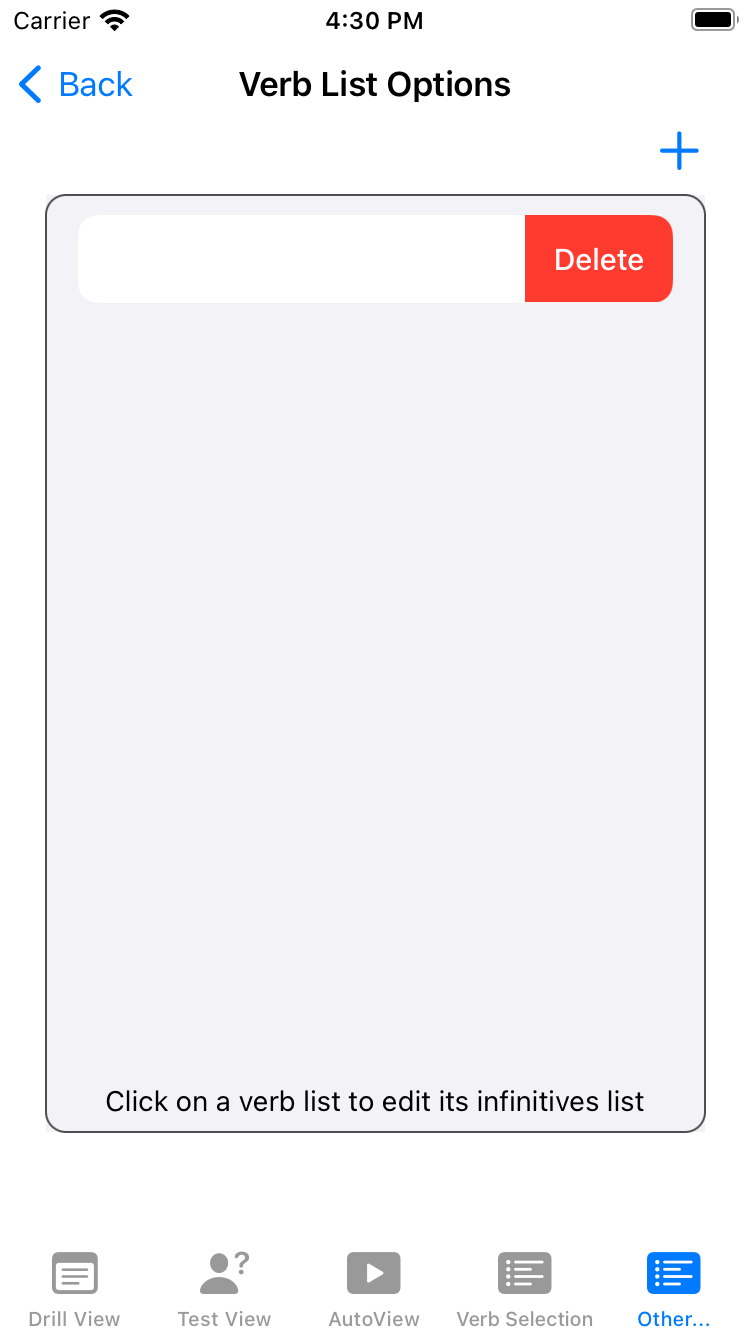 Carrier 4:30 PM
Back Verb List Options
Delete
Click on a verb list to edit its infinitives list
Drill View Test View AutoView Verb Selection Other...